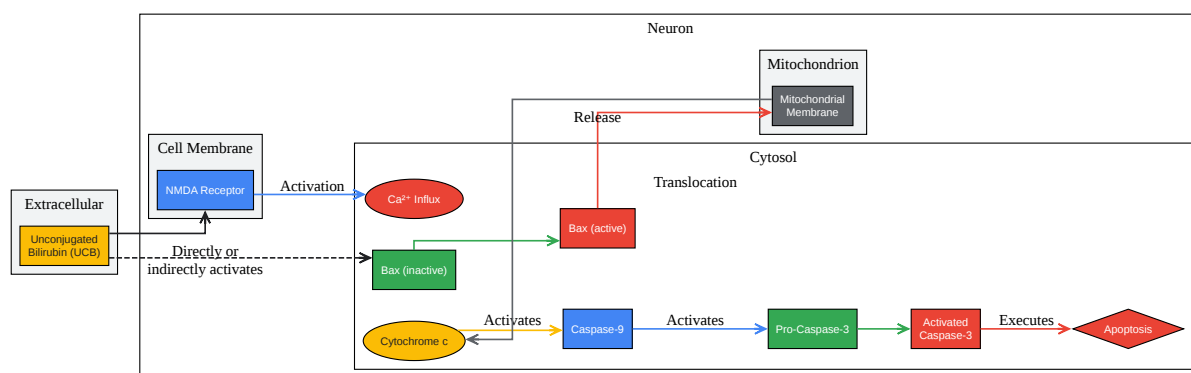 Neuron
Mitochondrion
Mitochondrial
Membrane
Release
Cell Membrane
NMDA Receptor
Activation
Cytosol
Translocation
Ca²⁺ Influx
Extracellular
Unconjugated
Bilirubin (UCB)
Directly or
indirectly activates
Bax (inactive)
Bax (active)
Cytochrome c
Activates
Caspase-9
Activates
Pro-Caspase-3
Activated
Caspase-3
Executes
Apoptosis